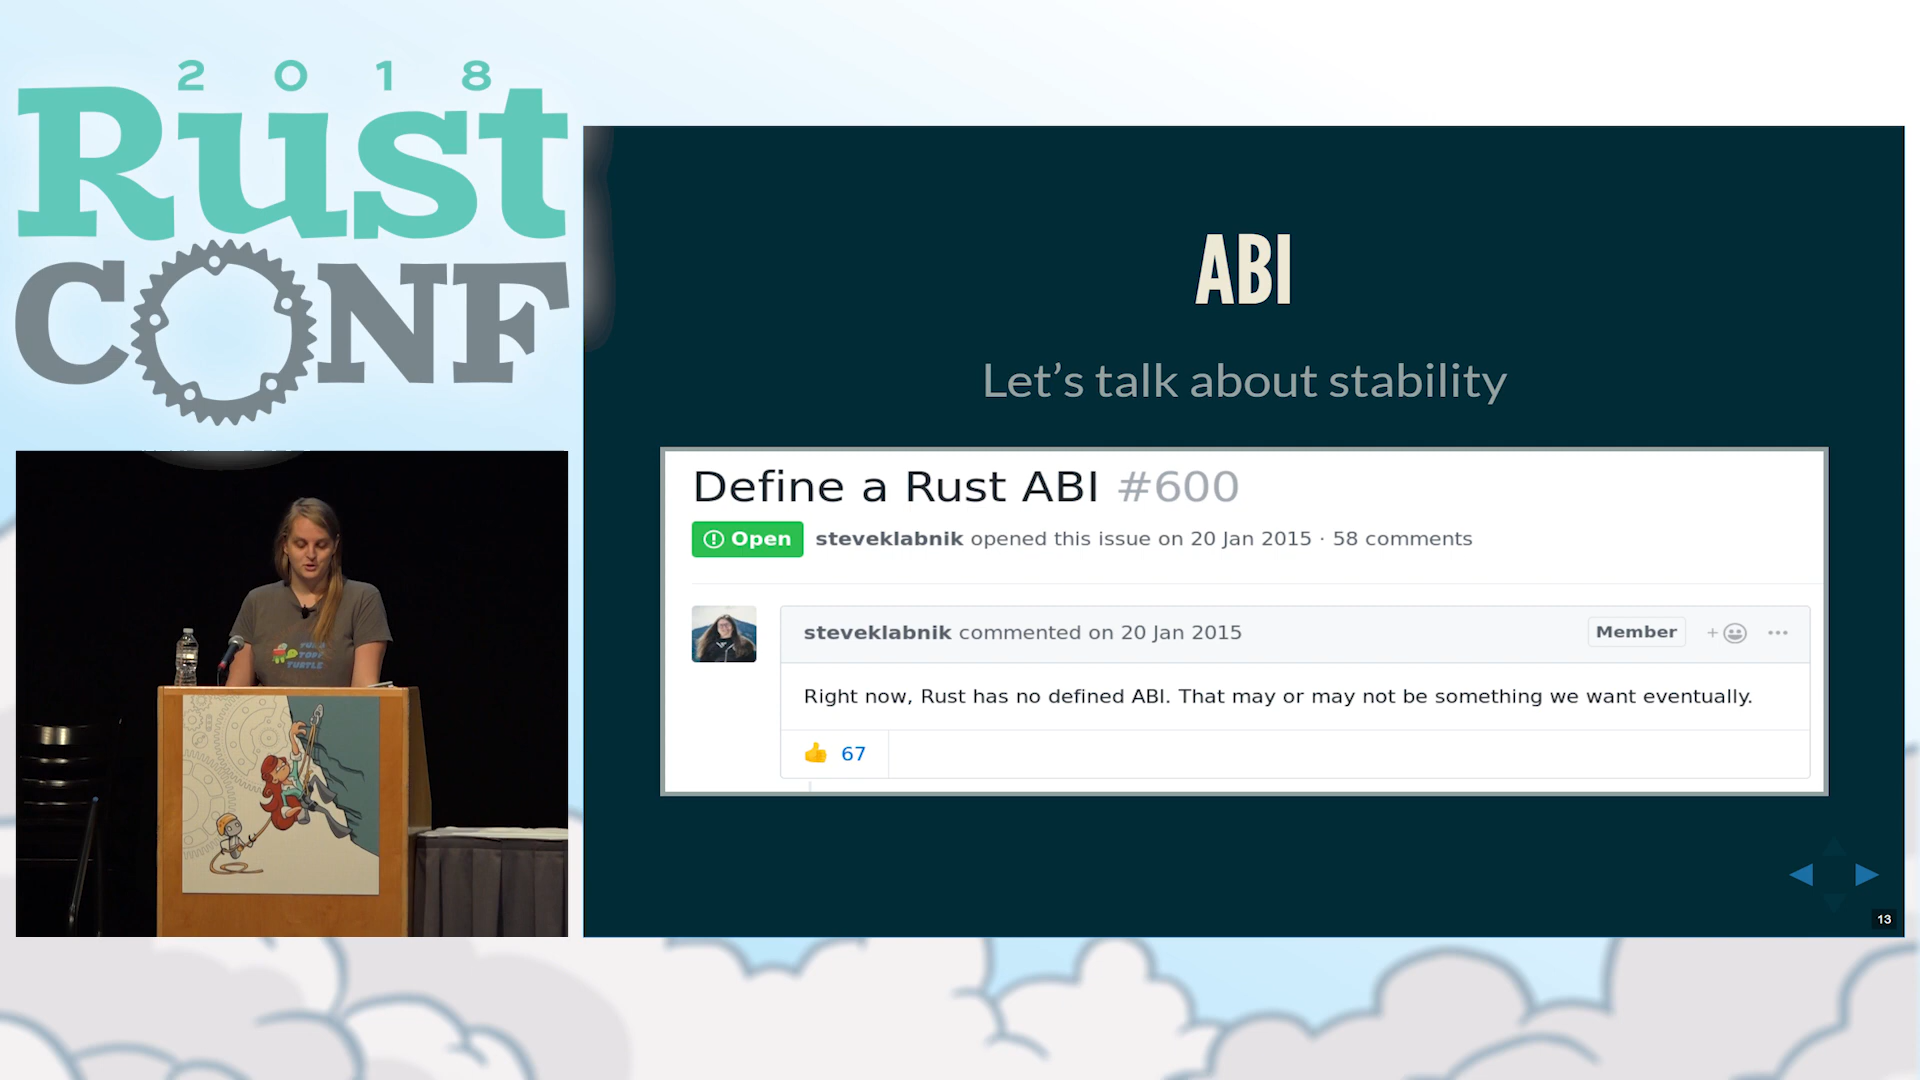 2018
Rust
CONF
ABI
Let's talk about stability
Define a Rust ABI #600
Open steveklabnik opened this issue on 20 Jan 2015 · 58 comments
steveklabnik commented on 20 Jan 2015
Member
Right now, Rust has no defined ABI. That may or may not be something we want eventually.
👍 67
TURTLE
13